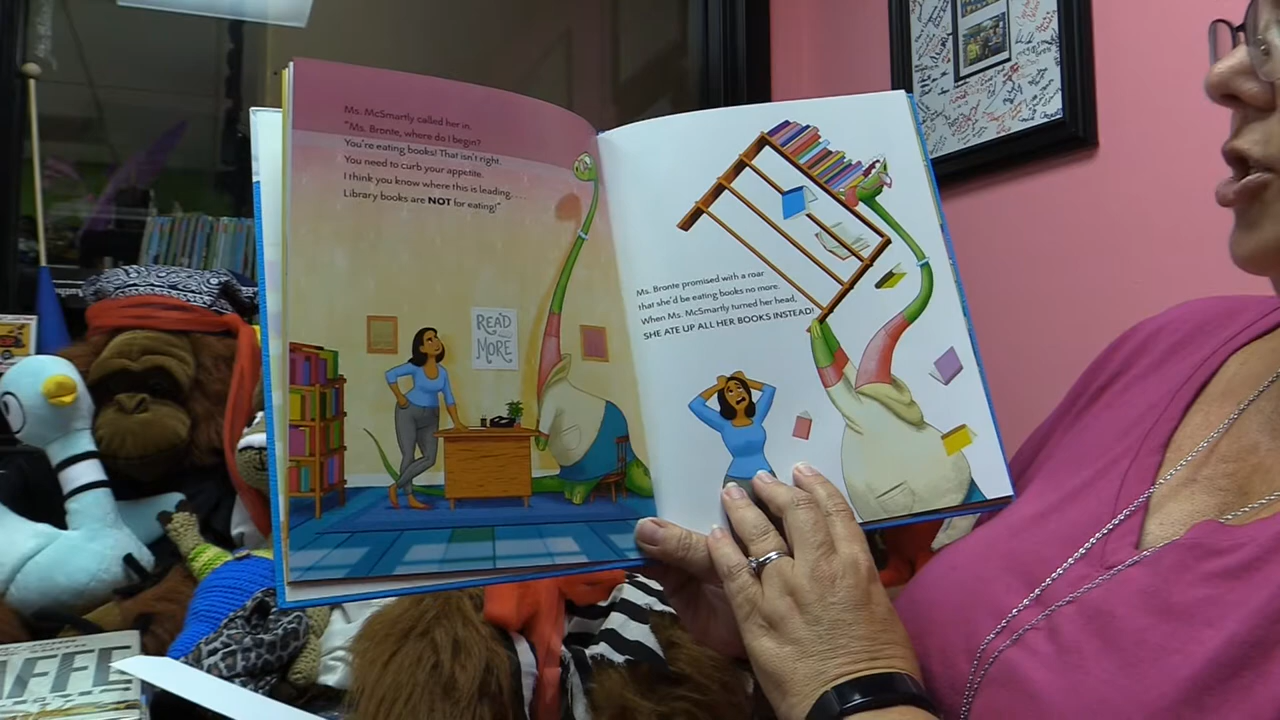 Ms. McSmartly called her in.
"Ms. Bronte, where do I begin?
You're eating books! That isn't right.
You need to curb your appetite.
I think you know where this is leading. . . .
Library books are NOT for eating!"
READ
MORE
Ms. Bronte promised with a roar
that she'd be eating books no more.
When Ms. McSmartly turned her head,
SHE ATE UP ALL HER BOOKS INSTEAD!
AFFE